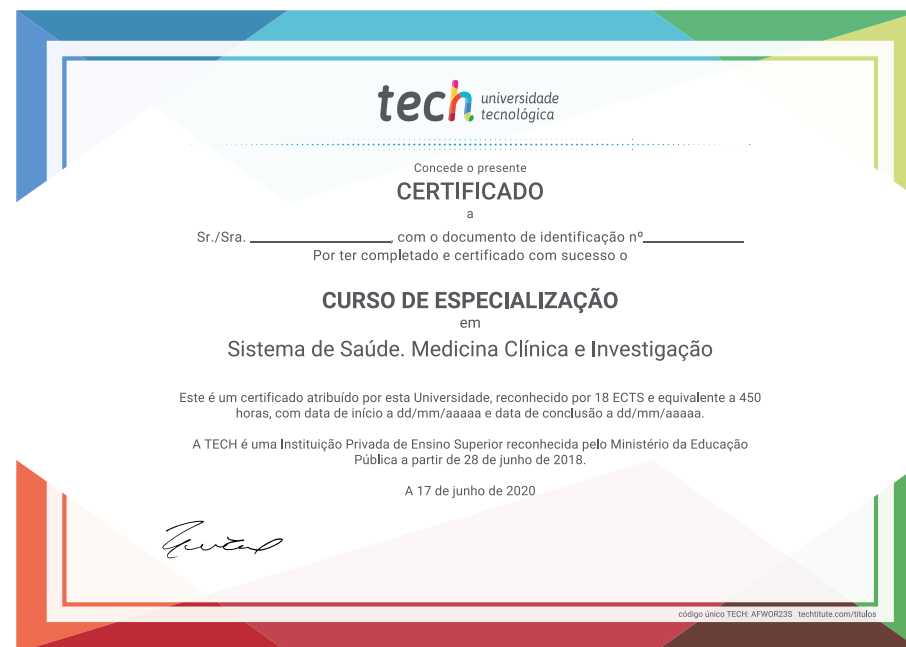 tech universidade
tecnológica
Concede o presente
CERTIFICADO
a
Sr./Sra. , com o documento de identificação nº
Por ter completado e certificado com sucesso o
CURSO DE ESPECIALIZAÇÃO
em
Sistema de Saúde. Medicina Clínica e Investigação
Este é um certificado atribuído por esta Universidade, reconhecido por 18 ECTS e equivalente a 450
horas, com data de início a dd/mm/aaaaa e data de conclusão a dd/mm/aaaaa.
A TECH é uma Instituição Privada de Ensino Superior reconhecida pelo Ministério da Educação
Pública a partir de 28 de junho de 2018.
A 17 de junho de 2020
código único TECH: AFWOR23S techtitute.com/titulos